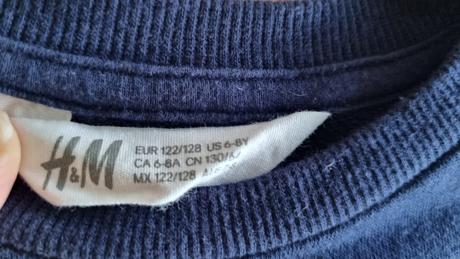 H&M
EUR 122/128 US 6-8Y
CA 6-8A CN 130/
MX 122/128